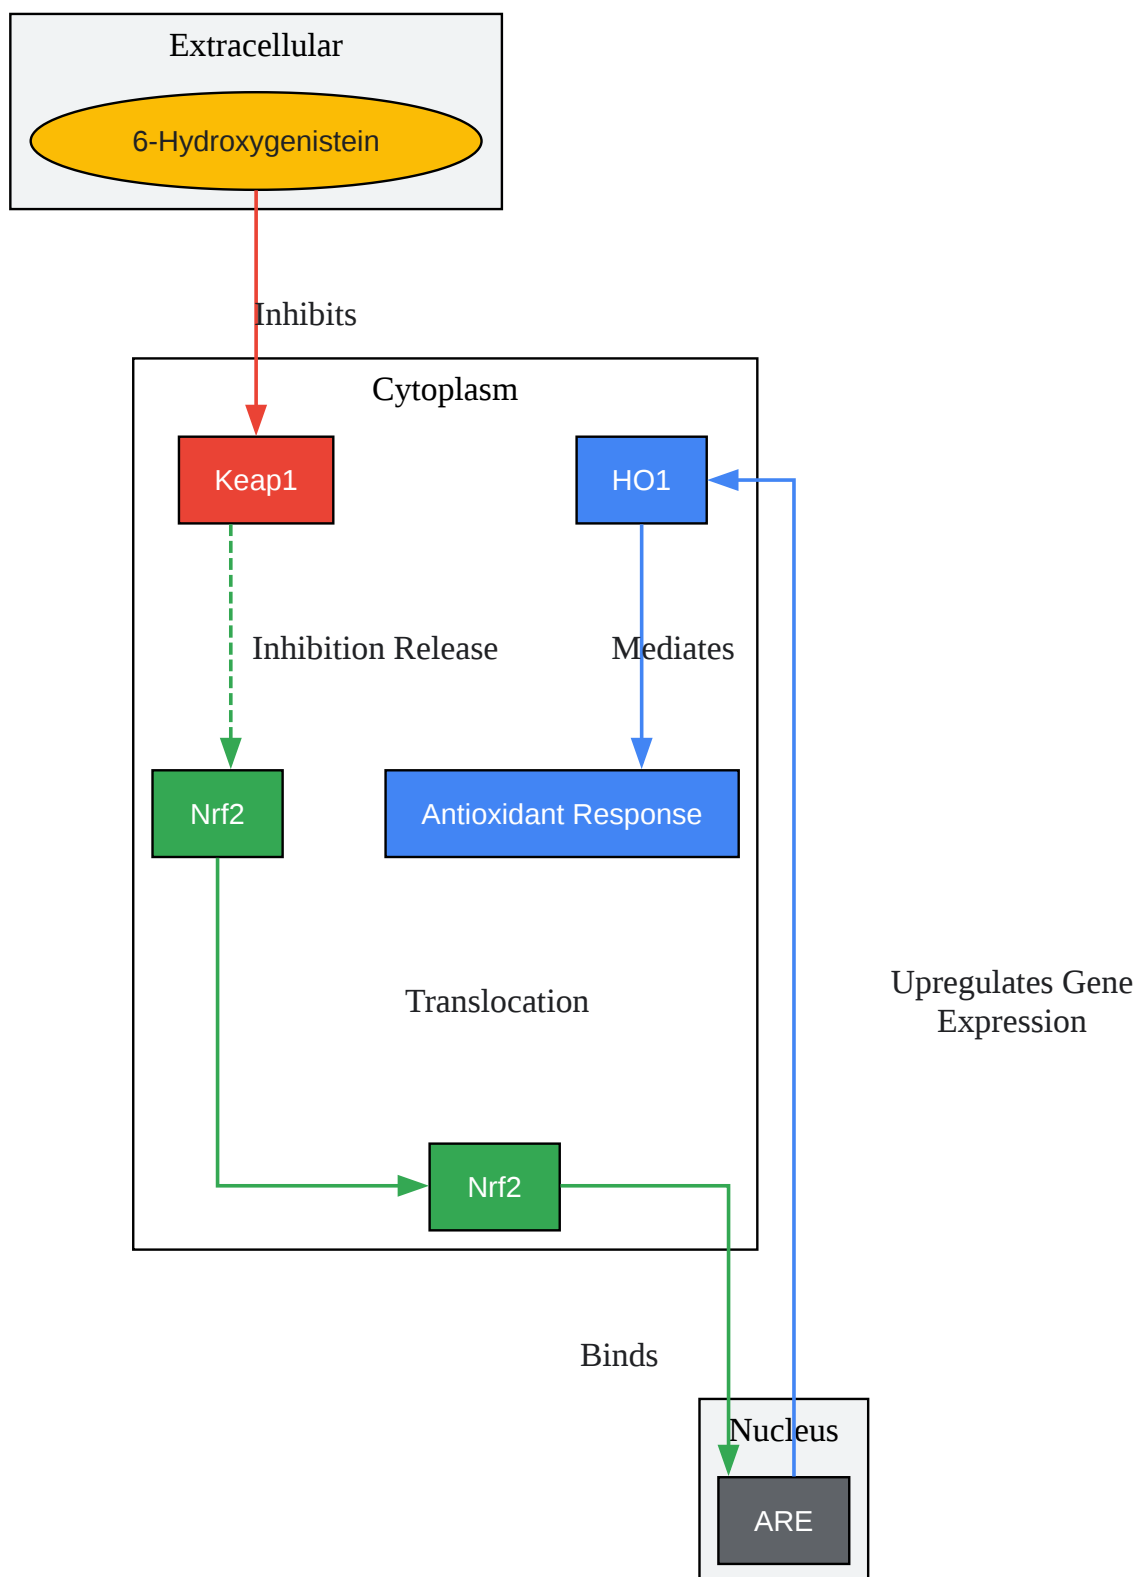 Extracellular
6-Hydroxygenistein
Inhibits
Cytoplasm
Keap1
HO1
Inhibition Release
Mediates
Nrf2
Antioxidant Response
Translocation
Upregulates Gene
Expression
Nrf2
Binds
Nucleus
ARE